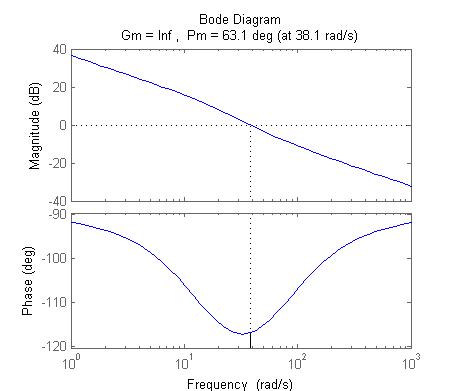 Bode Diagram
Gm = Inf , Pm = 63.1 deg (at 38.1 rad/s)
40
20
0
-20
-40
Magnitude (dB)
-90
-100
-110
-120
Phase (deg)
10^0 10^1 10^2 10^3
Frequency (rad/s)